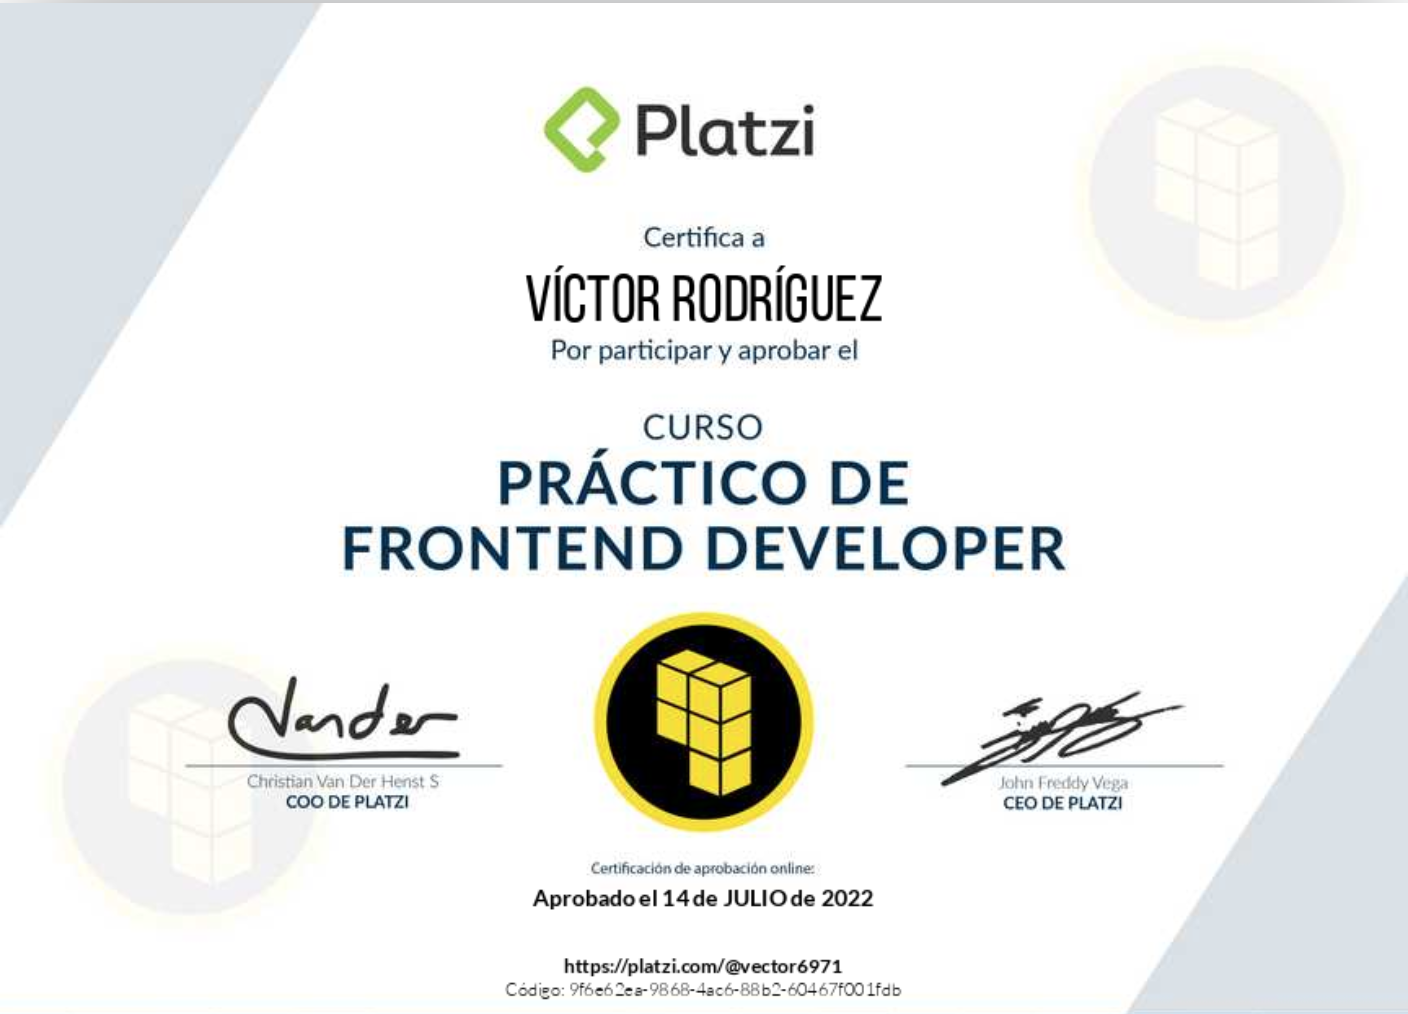 Platzi
Certifica a
VÍCTOR RODRÍGUEZ
Por participar y aprobar el
CURSO
PRÁCTICO DE
FRONTEND DEVELOPER
Vander
Christian Van Der Henst S
COO DE PLATZI
John Freddy Vega
CEO DE PLATZI
Certificación de aprobación online:
Aprobado el 14 de JULIO de 2022
https://platzi.com/@vector6971
Código: 9f6e62ea-9868-4ac6-88b2-60467f001fdb